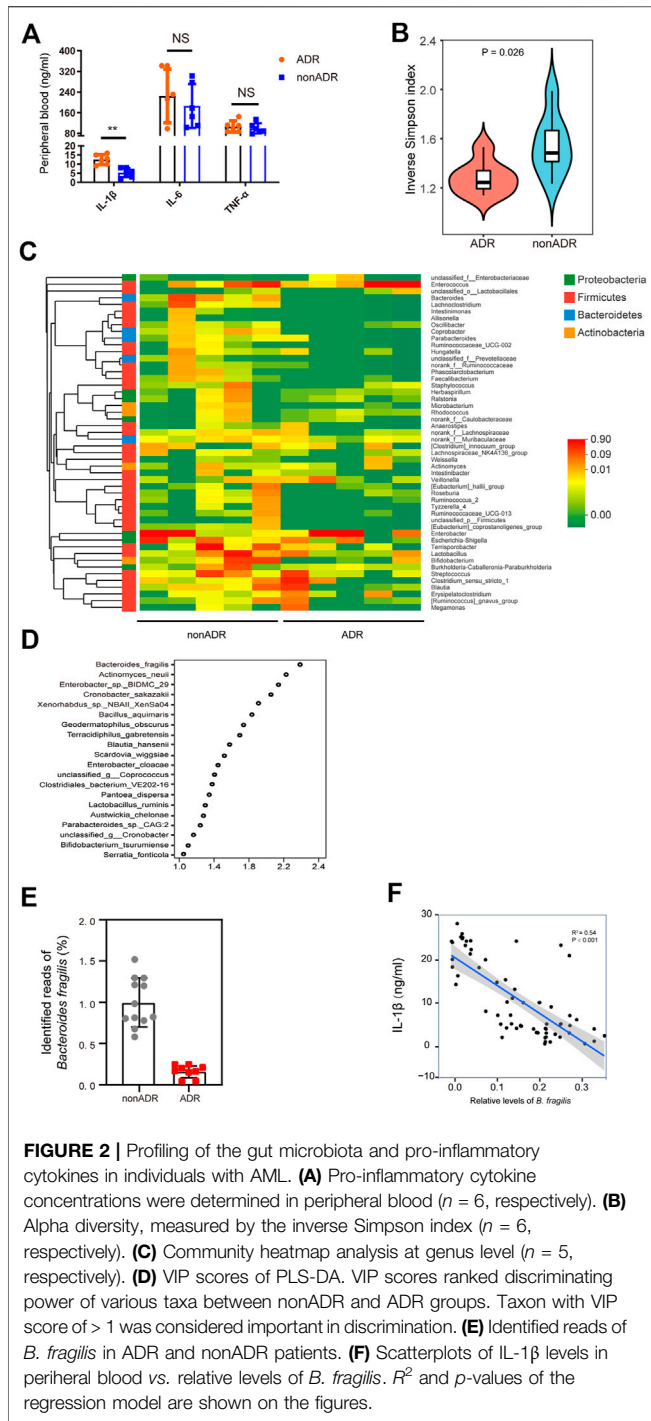 A
Peripheral blood (ng/ml)
400
320
240
160
80
20
15
10
5
0
**
NS
NS
ADR
nonADR
IL-1β
IL-6
TNF-α
B
Inverse Simpson index
2.4
2.0
1.6
1.2
P = 0.026
ADR
nonADR
C
unclassified_f__Enterobacteriaceae
Enterococcus
unclassified_o__Lactobacillales
Bacteroides
Lachnoclostridium
Intestinimonas
Allisonella
Oscillibacter
Coprobacter
Parabacteroides
Ruminococcaceae_UCG-002
Hungatella
unclassified_f__Prevotellaceae
norank_f__Ruminococcaceae
Phascolarctobacterium
Faecalibacterium
Staphylococcus
Herbaspirillum
Ralstonia
Microbacterium
Rhodococcus
norank_f__Caulobacteraceae
Anaerostipes
norank_f__Lachnospiraceae
norank_f__Muribaculaceae
[Clostridium]_innocuum_group
Lachnospiraceae_NK4A136_group
Weissella
Actinomyces
Intestinibacter
Veillonella
[Eubacterium]_hallii_group
Roseburia
Ruminococcus_2
Tyzzerella_4
Ruminococcaceae_UCG-013
unclassified_p__Firmicutes
[Eubacterium]_coprostanoligenes_group
Enterobacter
Escherichia-Shigella
Terrisporobacter
Lactobacillus
Bifidobacterium
Burkholderia-Caballeronia-Paraburkholderia
Streptococcus
Clostridium_sensu_stricto_1
Blautia
Erysipelatoclostridium
[Ruminococcus]_gnavus_group
Megamonas
Proteobacteria
Firmicutes
Bacteroidetes
Actinobacteria
0.90
0.10
0.01
0.00
nonADR
ADR
D
Bacteroides_fragilis
Actinomyces_neuii
Enterobacter_sp._BIDMC_29
Cronobacter_sakazakii
Xenorhabdus_sp._NBAII_XenSa04
Bacillus_aquimaris
Geodermatophilus_obscurus
Terracidiphilus_gabretensis
Blautia_hansenii
Scardovia_wiggsiae
Enterobacter_cloacae
unclassified_g__Coprococcus
Clostridiales_bacterium_VE202-16
Pantoea_dispersa
Lactobacillus_ruminis
Austwickia_chelonae
Parabacteroides_sp._CAG:2
unclassified_g__Cronobacter
Bifidobacterium_tsurumiense
Serratia_fonticola
1.0 1.2 1.4 1.6 1.8 2.0 2.2 2.4
E
Identified reads of
Bacteroides fragilis (%)
2.0
1.5
1.0
0.5
0.0
nonADR
ADR
F
IL-1β (ng/ml)
30
20
10
0
−10
R² = 0.54
P < 0.001
0.0 0.1 0.2 0.3
Relative levels of B. fragilis
FIGURE 2 | Profiling of the gut microbiota and pro-inflammatory
cytokines in individuals with AML. (A) Pro-inflammatory cytokine
concentrations were determined in peripheral blood (n = 6, respectively). (B)
Alpha diversity, measured by the inverse Simpson index (n = 6,
respectively). (C) Community heatmap analysis at genus level (n = 5,
respectively). (D) VIP scores of PLS-DA. VIP scores ranked discriminating
power of various taxa between nonADR and ADR groups. Taxon with VIP
score of > 1 was considered important in discrimination. (E) Identified reads of
B. fragilis in ADR and nonADR patients. (F) Scatterplots of IL-1β levels in
periheral blood vs. relative levels of B. fragilis. R² and p-values of the
regression model are shown on the figures.